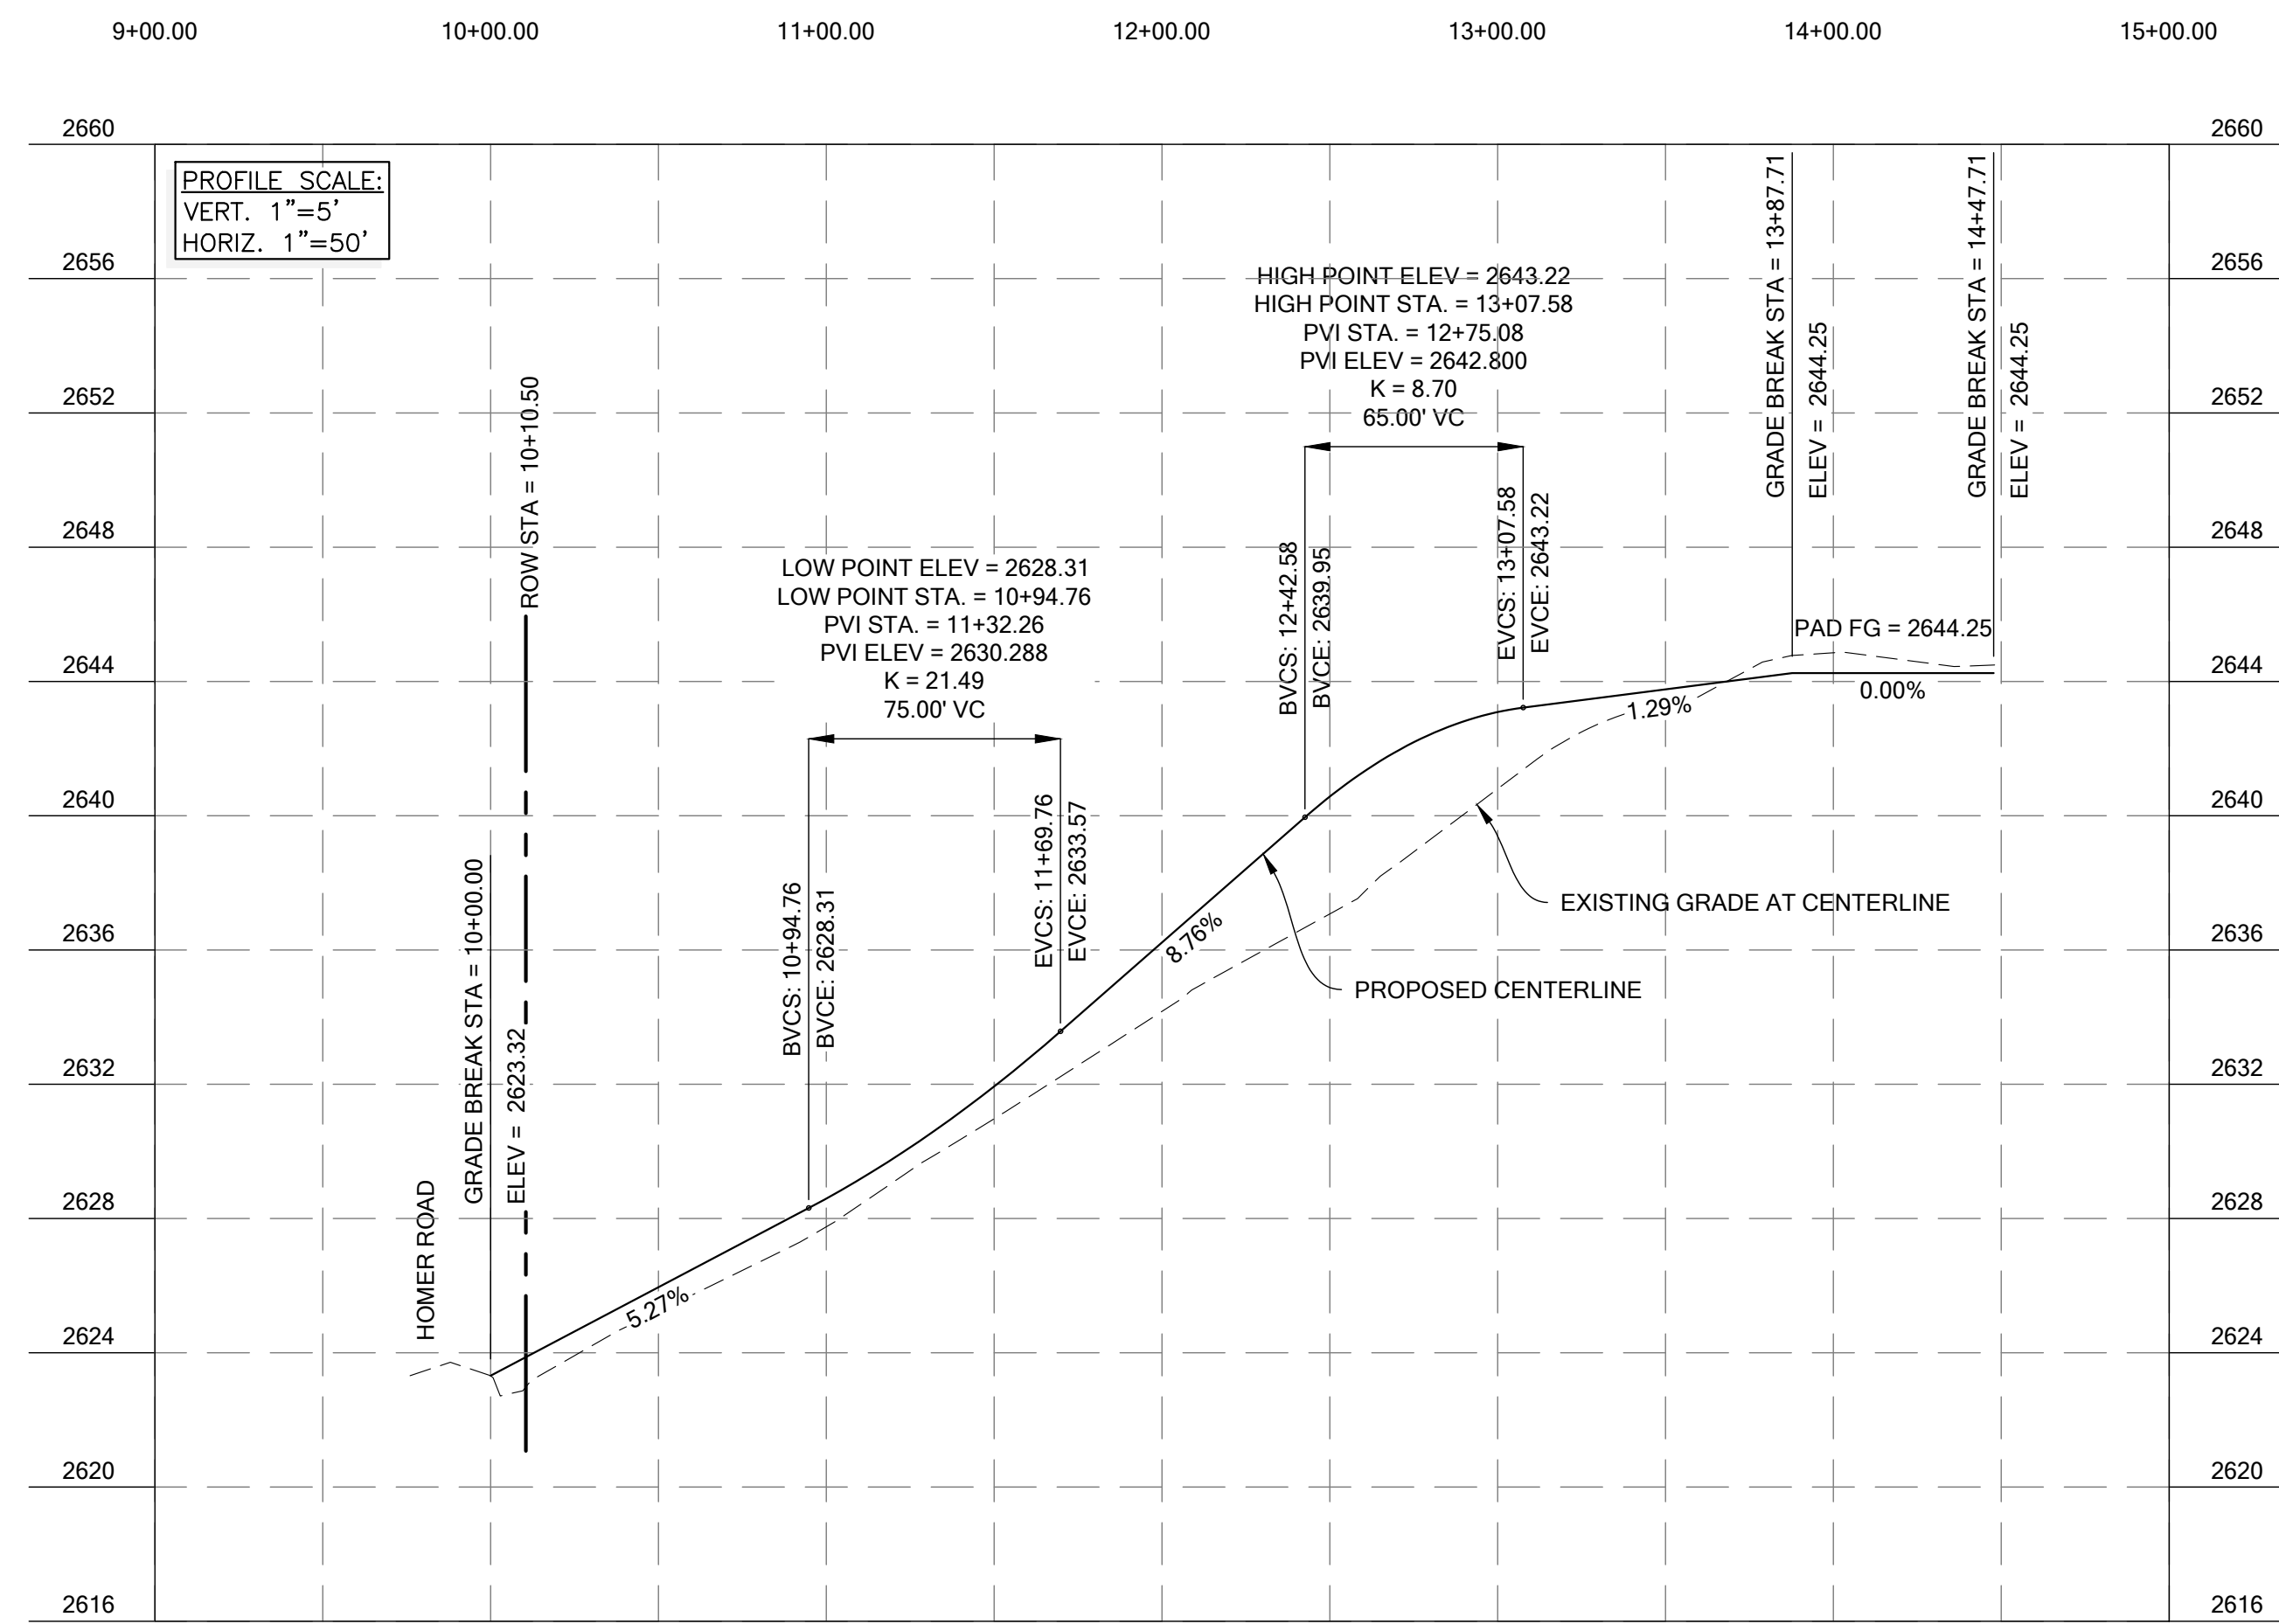 9+00.00 10+00.00 11+00.00 12+00.00 13+00.00 14+00.00 15+00.00
2660 2660
PROFILE SCALE:
VERT. 1"=5'
HORIZ. 1"=50'
2656 2656
2652 2652
2648 2648
2644 2644
2640 2640
2636 2636
2632 2632
2628 2628
2624 2624
2620 2620
2616 2616
HOMER ROAD
GRADE BREAK STA = 10+00.00
ELEV = 2623.32
ROW STA = 10+10.50
5.27%
LOW POINT ELEV = 2628.31
LOW POINT STA. = 10+94.76
PVI STA. = 11+32.26
PVI ELEV = 2630.288
K = 21.49
75.00' VC
BVCS: 10+94.76
BVCE: 2628.31
EVCS: 11+69.76
EVCE: 2633.57
8.76%
HIGH POINT ELEV = 2643.22
HIGH POINT STA. = 13+07.58
PVI STA. = 12+75.08
PVI ELEV = 2642.800
K = 8.70
65.00' VC
BVCS: 12+42.58
BVCE: 2639.95
EVCS: 13+07.58
EVCE: 2643.22
1.29%
GRADE BREAK STA = 13+87.71
ELEV = 2644.25
GRADE BREAK STA = 14+47.71
ELEV = 2644.25
PAD FG = 2644.25
0.00%
EXISTING GRADE AT CENTERLINE
PROPOSED CENTERLINE